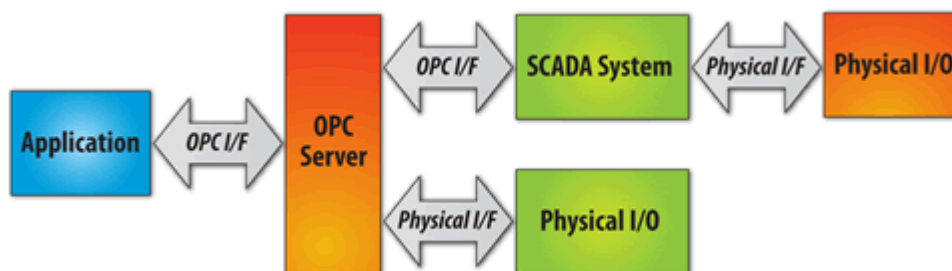 Application
OPC I/F
OPC
Server
OPC I/F
SCADA System
Physical I/F
Physical I/O
Physical I/F
Physical I/O